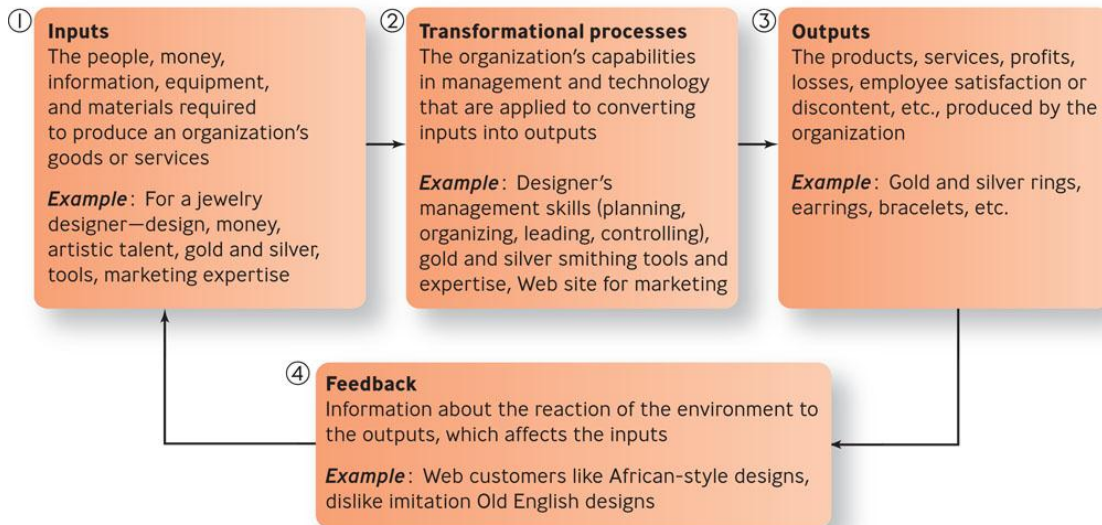 ①
Inputs
The people, money,
information, equipment,
and materials required
to produce an organization’s
goods or services
Example: For a jewelry
designer—design, money,
artistic talent, gold and silver,
tools, marketing expertise
②
Transformational processes
The organization’s capabilities
in management and technology
that are applied to converting
inputs into outputs
Example: Designer’s
management skills (planning,
organizing, leading, controlling),
gold and silver smithing tools and
expertise, Web site for marketing
③
Outputs
The products, services, profits,
losses, employee satisfaction or
discontent, etc., produced by the
organization
Example: Gold and silver rings,
earrings, bracelets, etc.
④
Feedback
Information about the reaction of the environment to
the outputs, which affects the inputs
Example: Web customers like African-style designs,
dislike imitation Old English designs